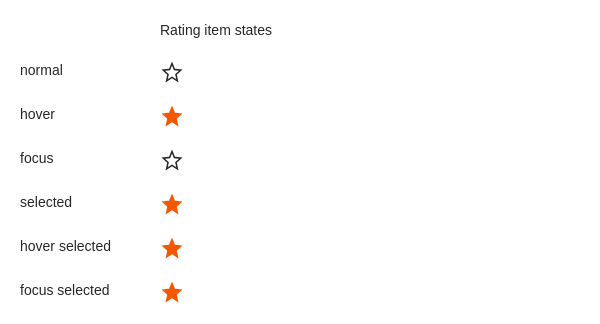 Rating item states
normal
hover
focus
selected
hover selected
focus selected